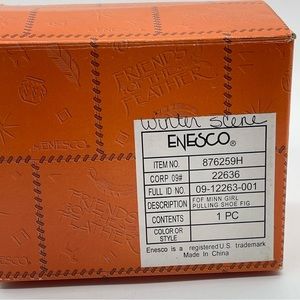 FRIENDS
OF THE
FEATHER
ENESCO
Winter Scene
ENESCO®
ITEM NO. 876259H
CORP 09# 22636
FULL ID NO. 09-12263-001
DESCRIPTION FOF MINN GIRL PULLING SHOE FIG
CONTENTS 1 PC
COLOR OR STYLE
Enesco is a registered U.S. trademark
Made In China